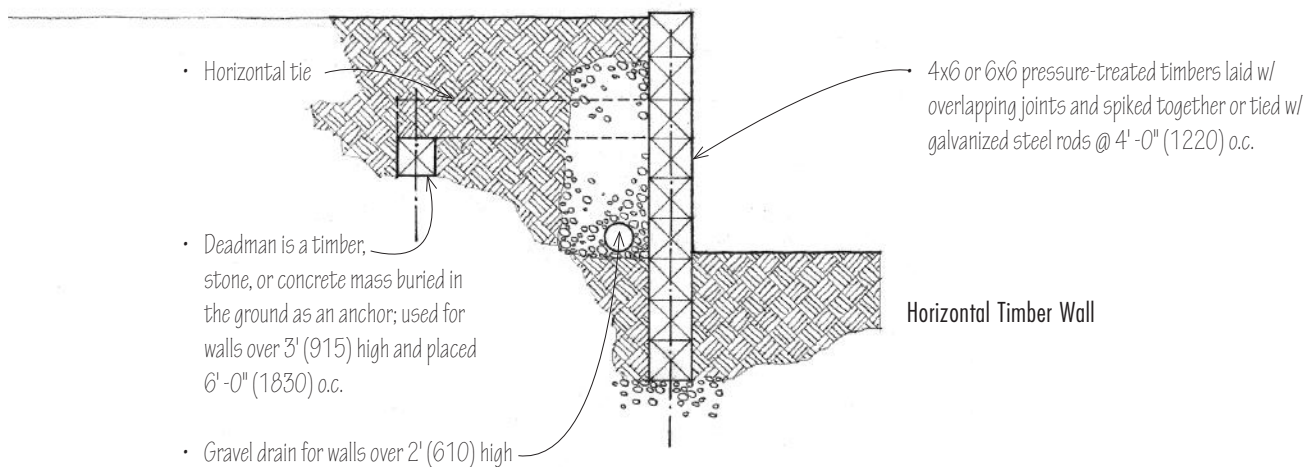 • Horizontal tie
• Deadman is a timber,
stone, or concrete mass buried in
the ground as an anchor; used for
walls over 3' (915) high and placed
6'-0" (1830) o.c.
• Gravel drain for walls over 2' (610) high
• 4x6 or 6x6 pressure-treated timbers laid w/
overlapping joints and spiked together or tied w/
galvanized steel rods @ 4'-0" (1220) o.c.
Horizontal Timber Wall